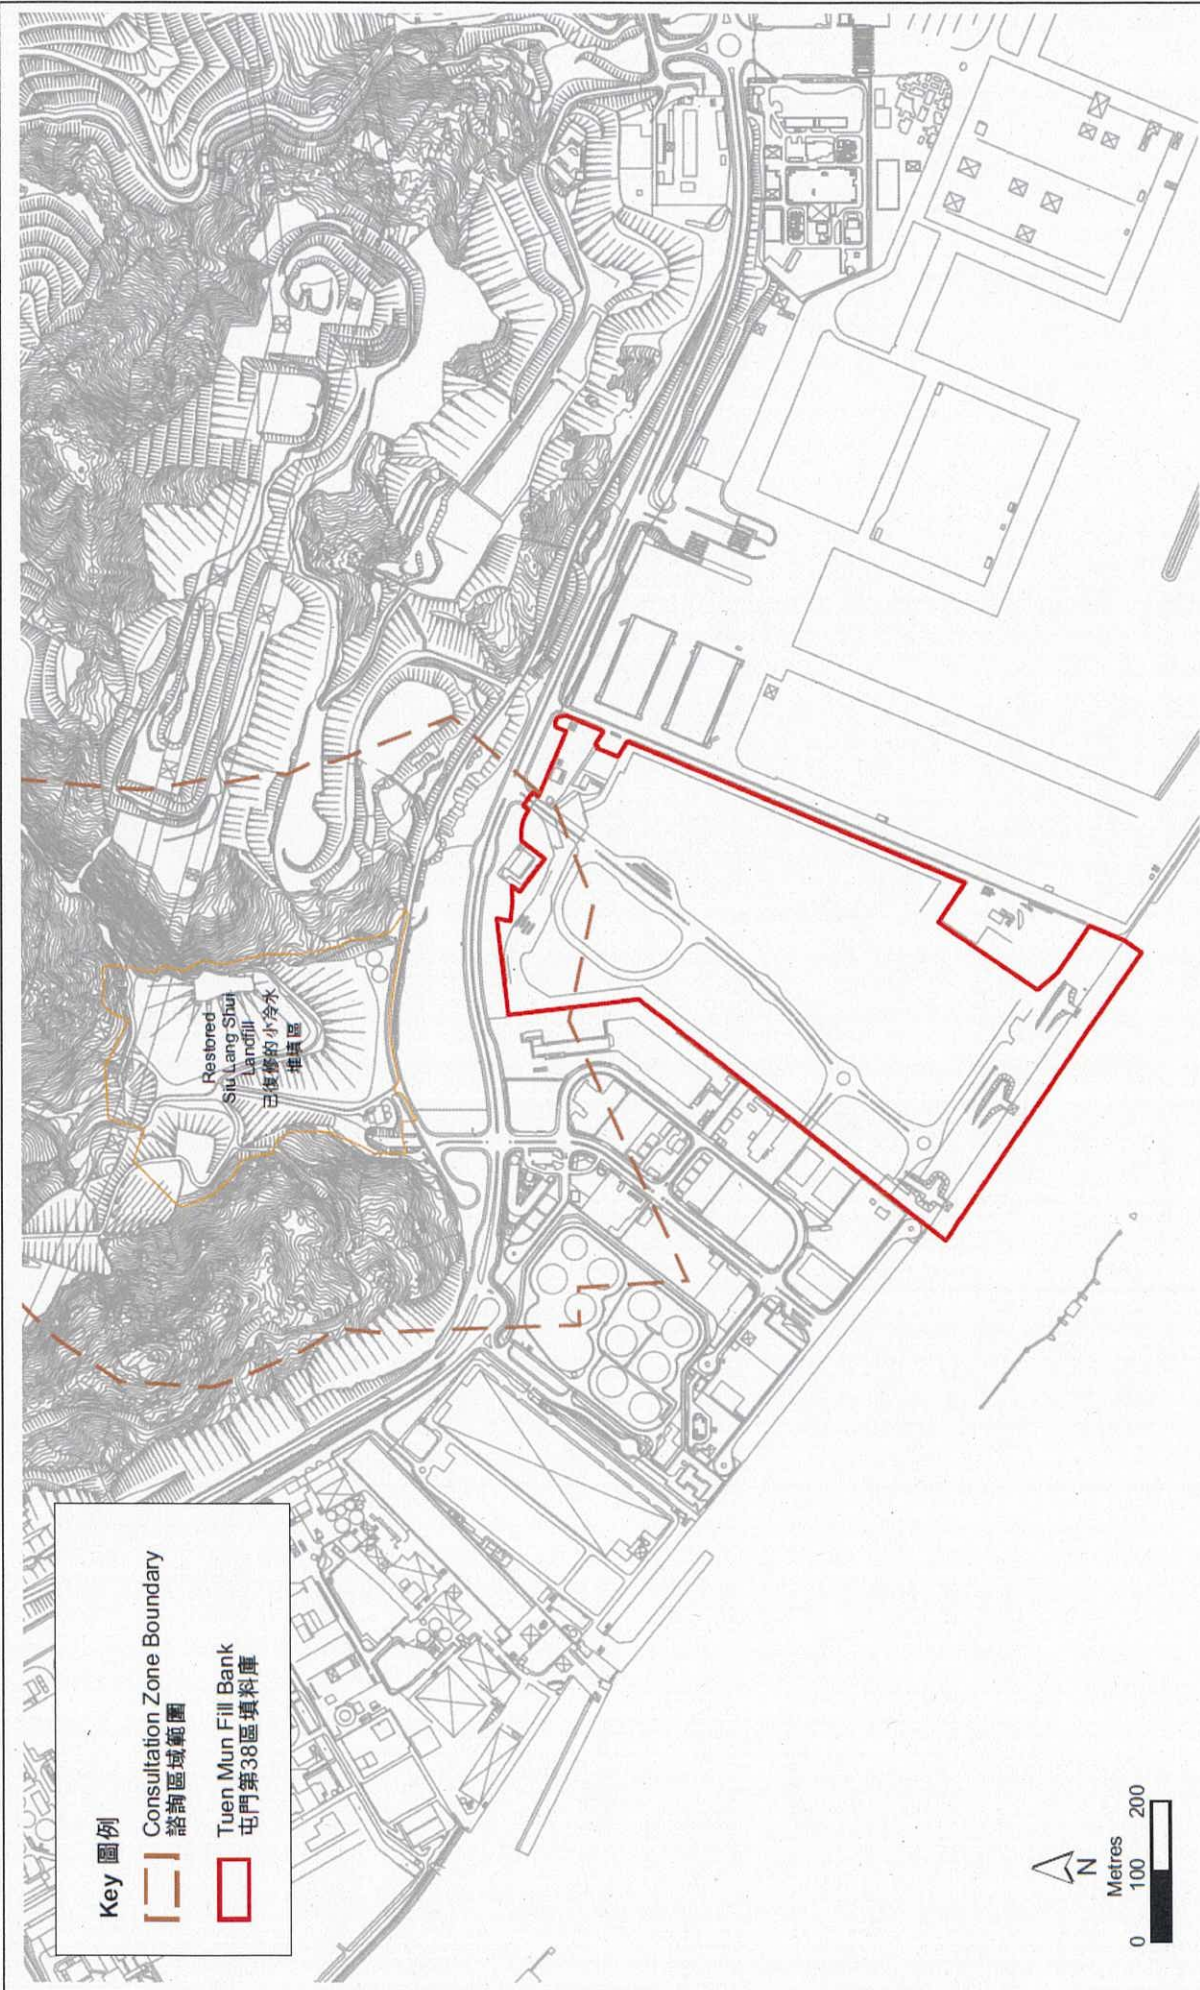 Key 圖例
Consultation Zone Boundary
諮詢區域範圍
Tuen Mun Fill Bank
屯門第38區填料庫
Restored
Siu Lang Shui
Landfill
已復修的小冷水
堆填區
N
Metres
0 100 200